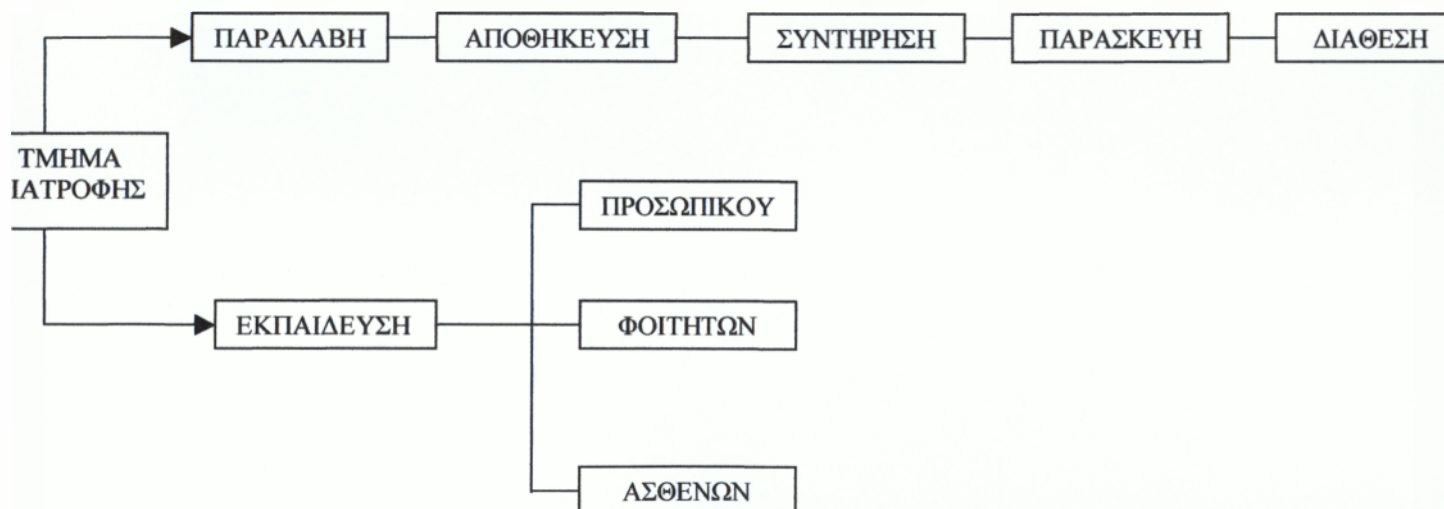 ΠΑΡΑΛΑΒΗ ΑΠΟΘΗΚΕΥΣΗ ΣΥΝΤΗΡΗΣΗ ΠΑΡΑΣΚΕΥΗ ΔΙΑΘΕΣΗ
ΤΜΗΜΑ
ΙΑΤΡΟΦΗΣ
ΠΡΟΣΩΠΙΚΟΥ
ΕΚΠΑΙΔΕΥΣΗ ΦΟΙΤΗΤΩΝ
ΑΣΘΕΝΩΝ